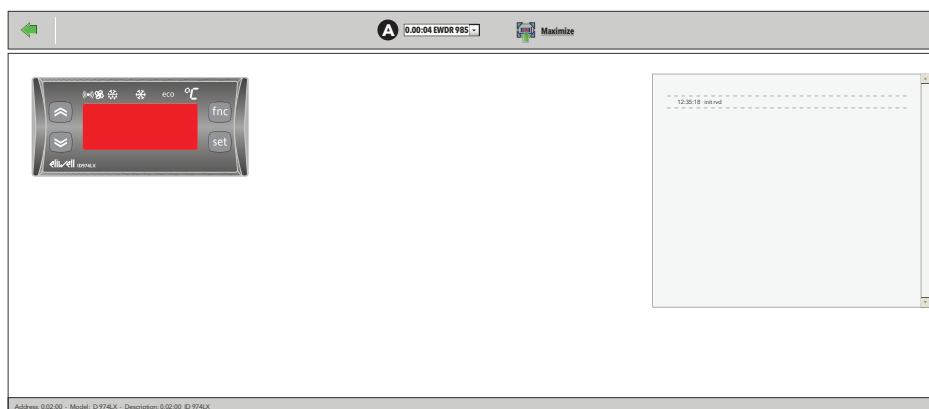 A 0.00:04 EWDR 985 Maximize
eco °C
fnc
set
eliwell ID974LX
12:35:18 init rvd
Address: 0.02:00 - Model: D 974LX - Description: 0.02:00 ID 974LX